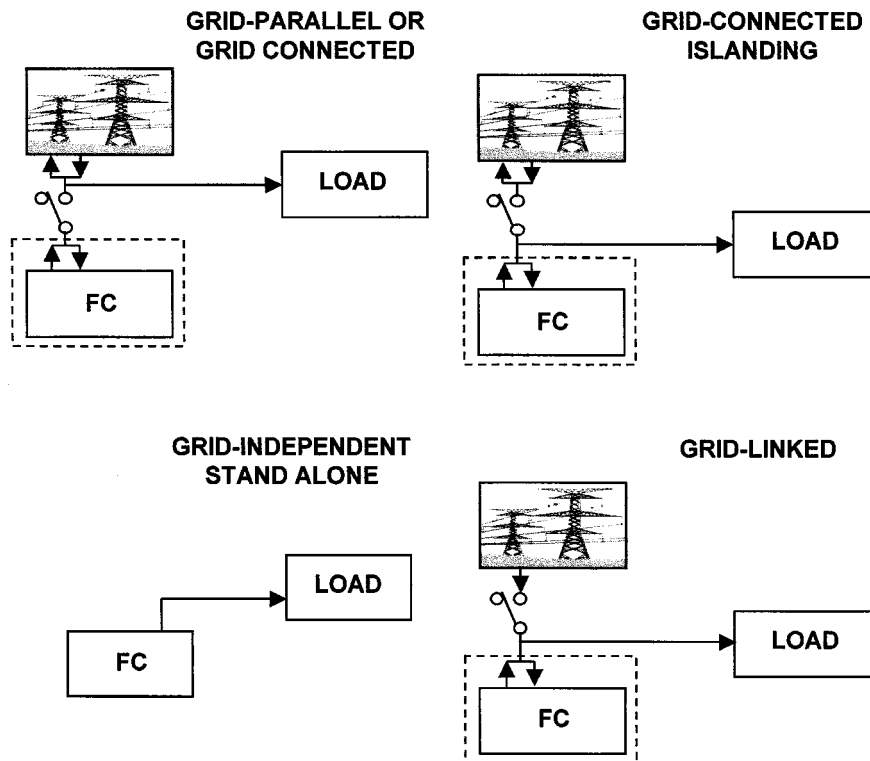 GRID-PARALLEL OR
GRID CONNECTED
LOAD
FC
GRID-CONNECTED
ISLANDING
LOAD
FC
GRID-INDEPENDENT
STAND ALONE
LOAD
FC
GRID-LINKED
LOAD
FC